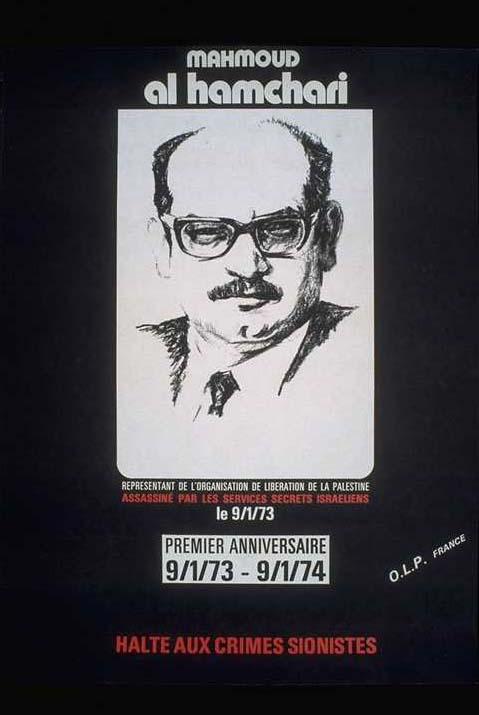 MAHMOUD
al hamchari
REPRESENTANT DE L'ORGANISATION DE LIBERATION DE LA PALESTINE
ASSASSINÉ PAR LES SERVICES SECRETS ISRAELIENS
le 9/1/73
PREMIER ANNIVERSAIRE
9/1/73 - 9/1/74
O.L.P. FRANCE
HALTE AUX CRIMES SIONISTES